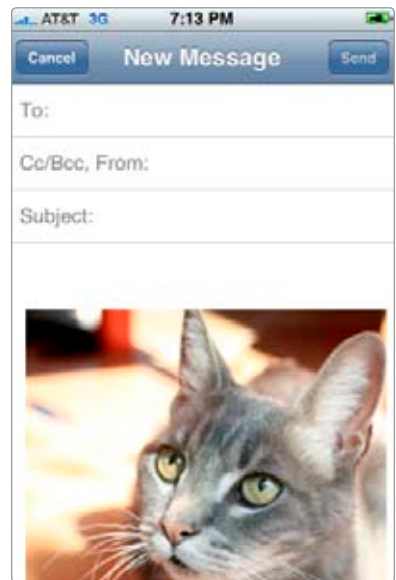 AT&T 3G 7:13 PM
Cancel New Message Send
To:
Cc/Bcc, From:
Subject: